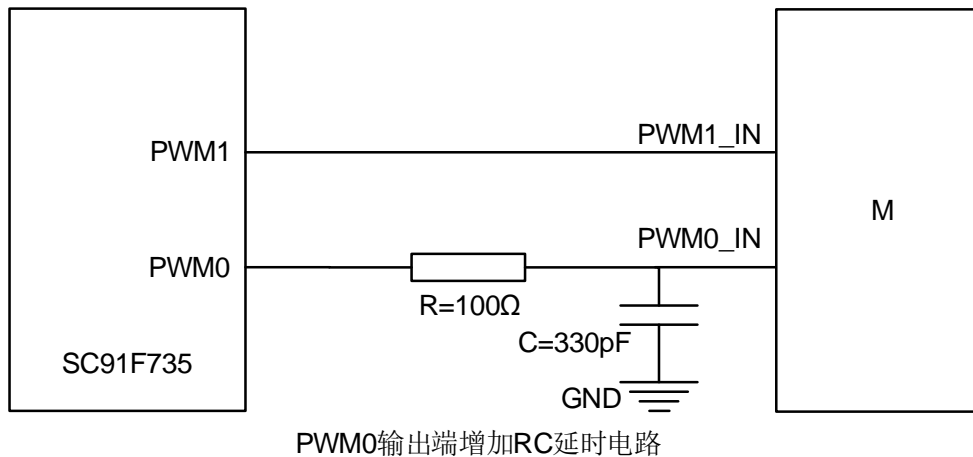 PWM1
PWM1_IN
M
PWM0
PWM0_IN
R=100Ω
C=330pF
SC91F735
GND
PWM0输出端增加RC延时电路